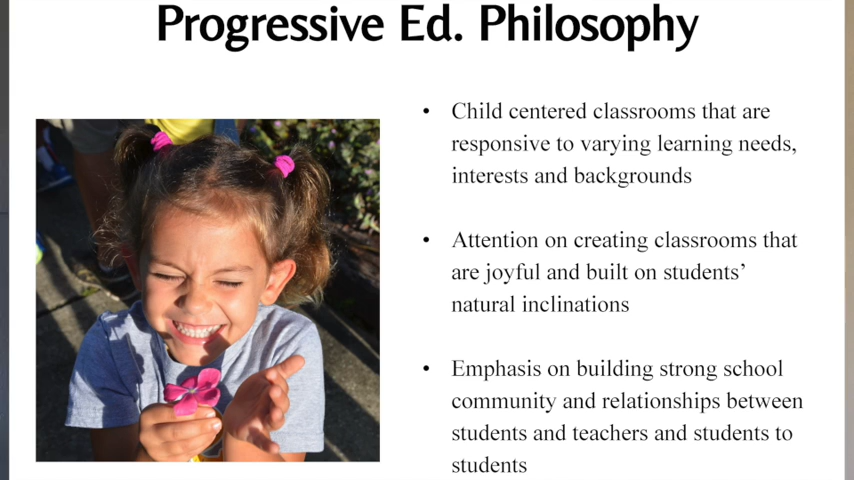 Progressive Ed. Philosophy
• Child centered classrooms that are
responsive to varying learning needs,
interests and backgrounds
• Attention on creating classrooms that
are joyful and built on students’
natural inclinations
• Emphasis on building strong school
community and relationships between
students and teachers and students to
students